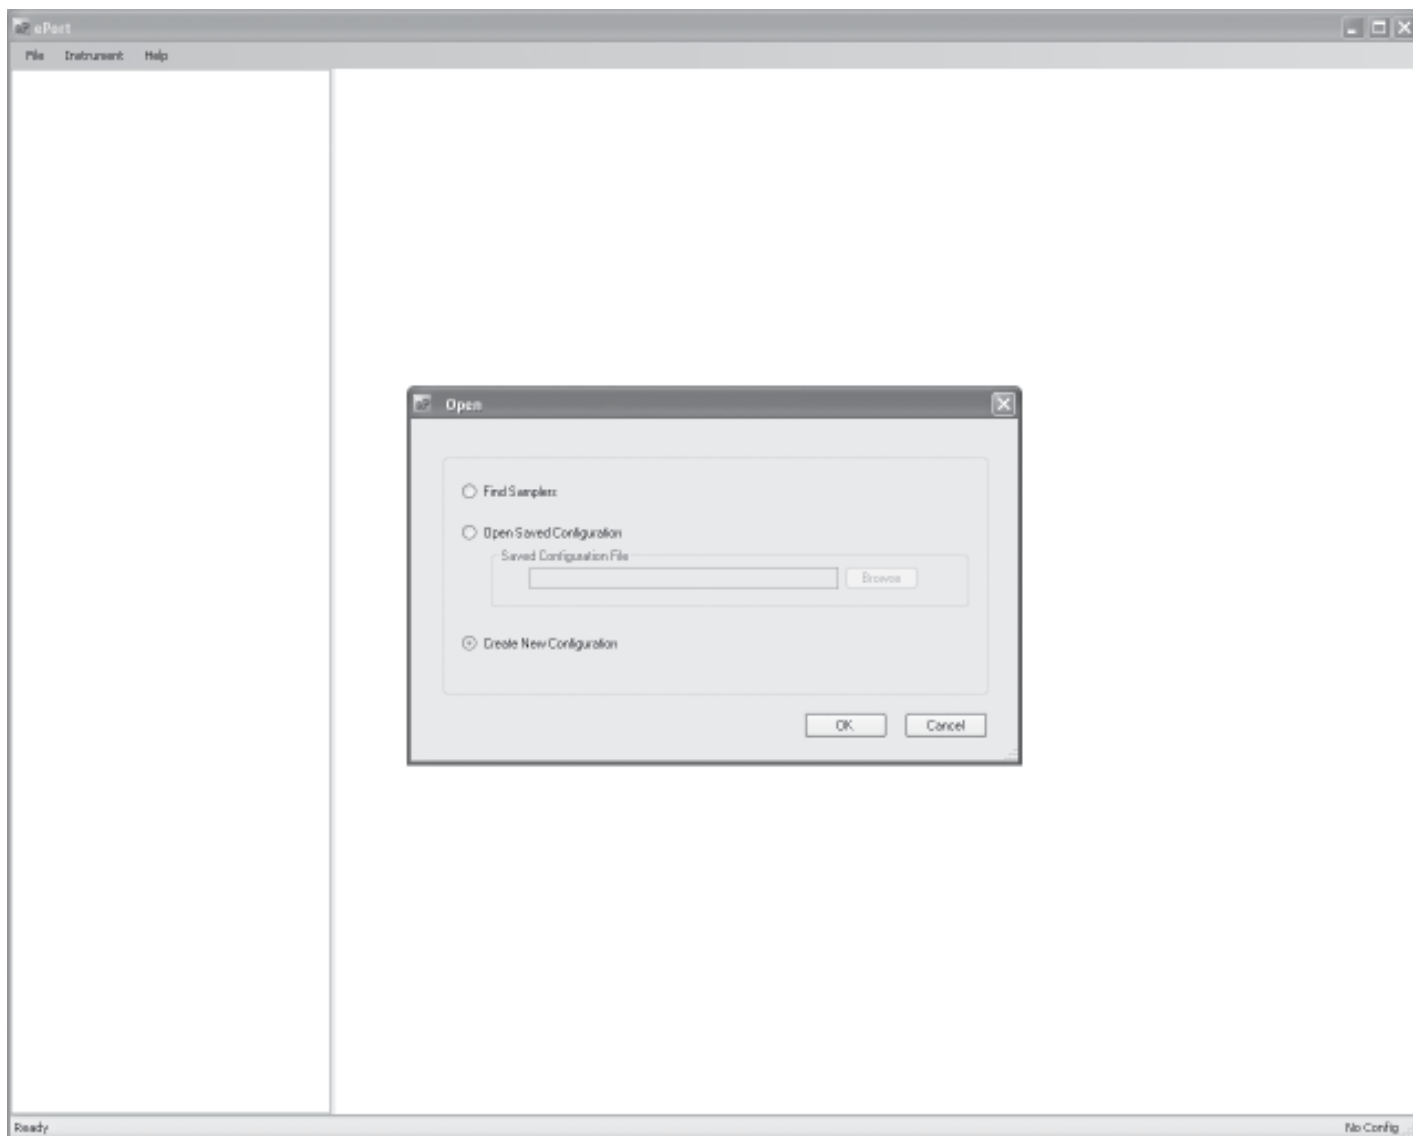 ePort
File Instrument Help
Open
Find Samplers
Open Saved Configuration
Saved Configuration File
Browse
Create New Configuration
OK Cancel
Ready No Config